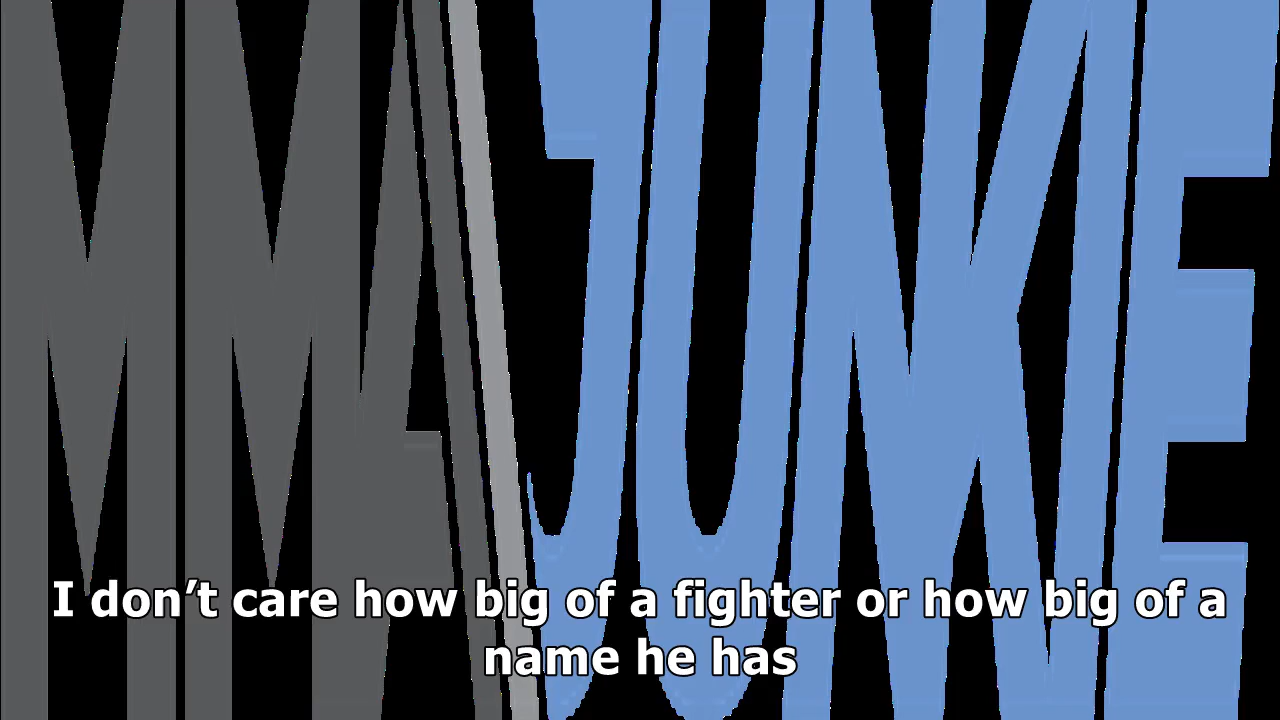 MMA JUNKIE
I don’t care how big of a fighter or how big of a
name he has